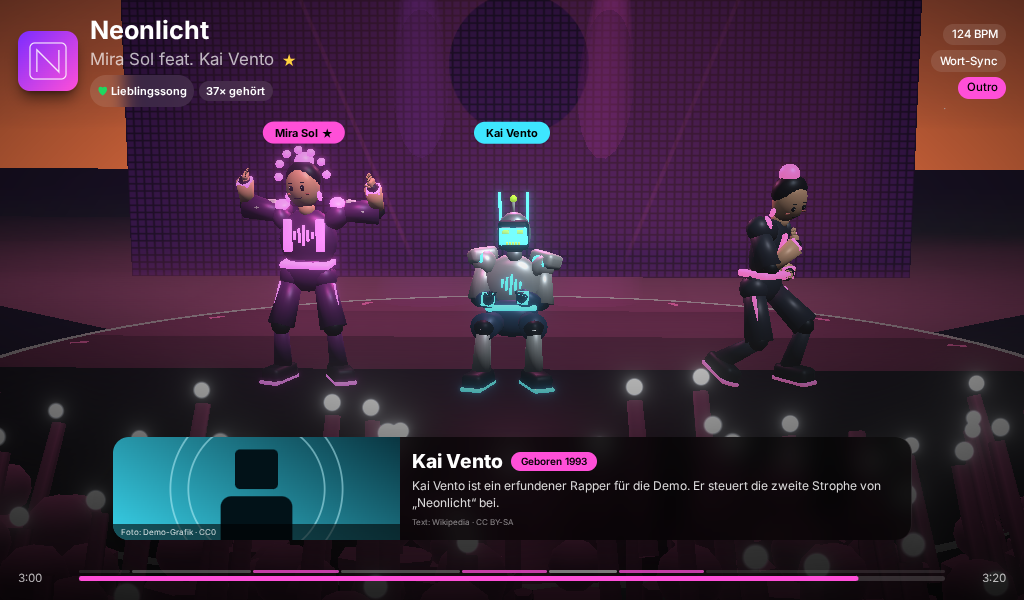 Neonlicht
Mira Sol feat. Kai Vento ★
Lieblingssong
37× gehört
124 BPM
Wort-Sync
Outro
Mira Sol ★
Kai Vento
Kai Vento
Geboren 1993
Kai Vento ist ein erfundener Rapper für die Demo. Er steuert die zweite Strophe von
„Neonlicht“ bei.
Text: Wikipedia · CC BY-SA
Foto: Demo-Grafik · CC0
3:00
3:20